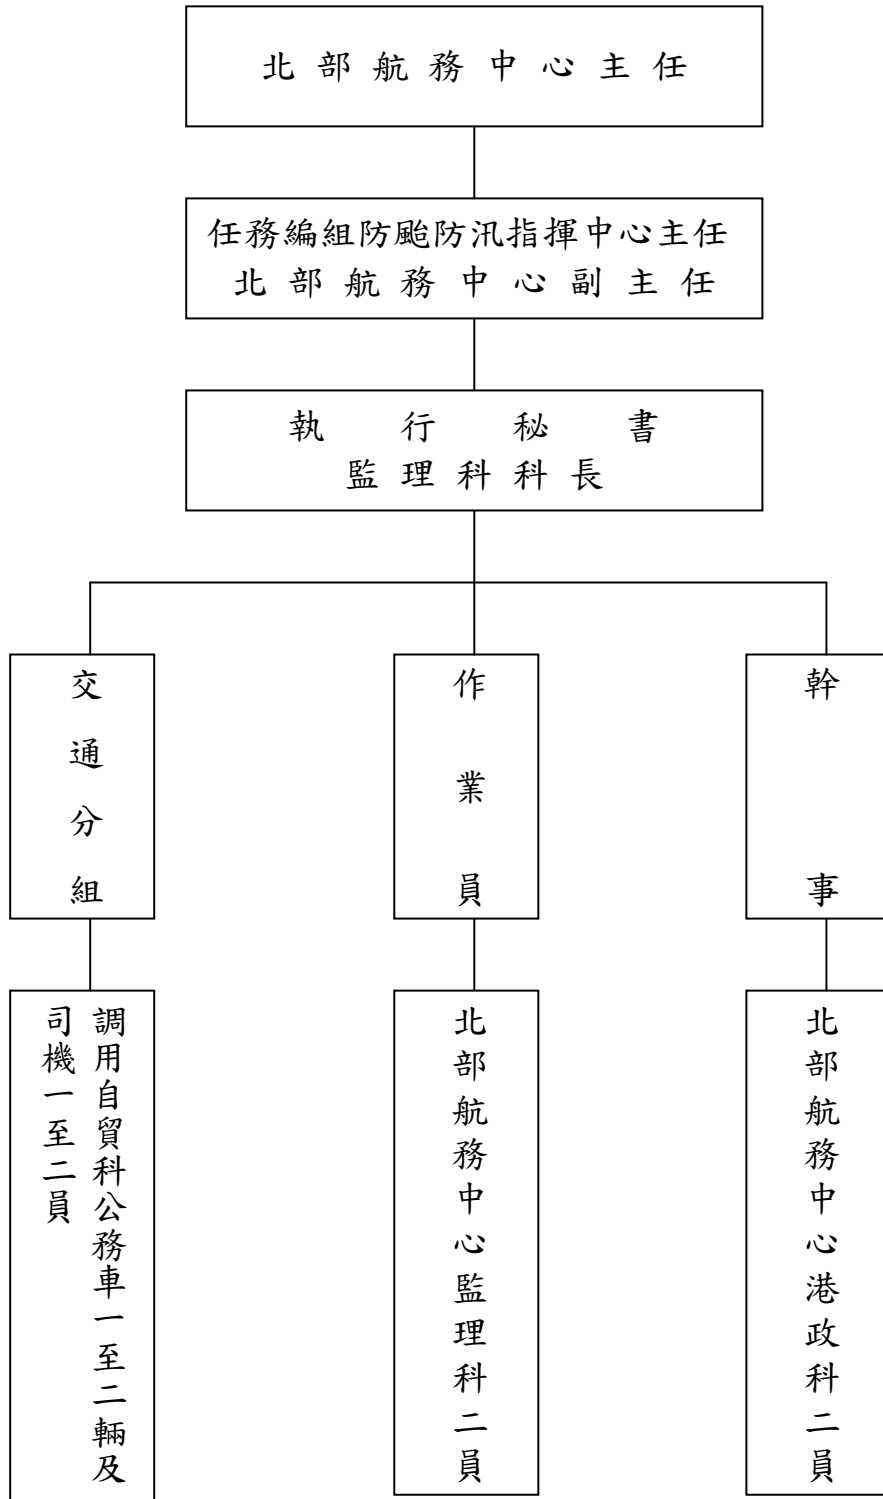 北部航務中心主任
任務編組防颱防汛指揮中心主任
北部航務中心副主任
執行秘書
監理科科長
幹事
作業員
交通分組
北部航務中心港政科二員
北部航務中心監理科二員
調用自貿科公務車一至二輛及
司機一至二員